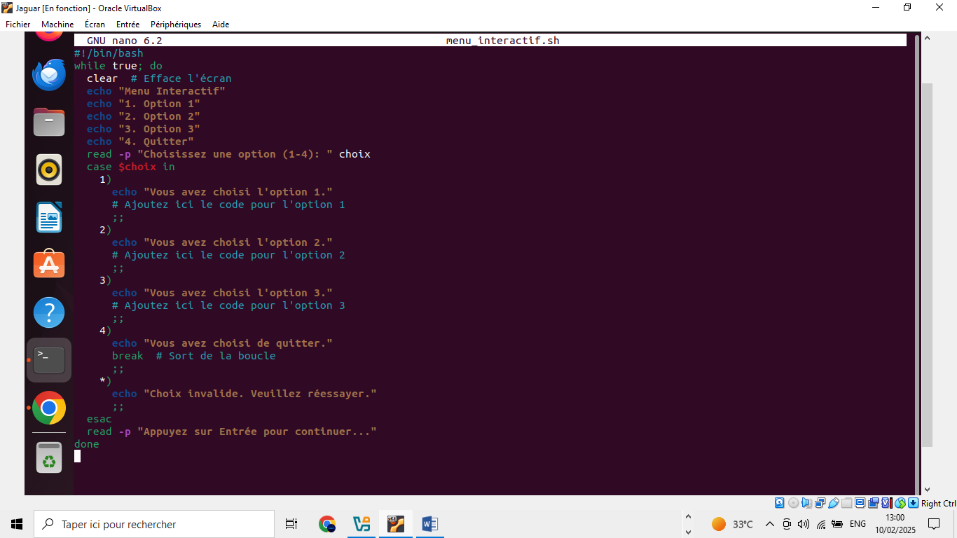 Jaguar [En fonction] - Oracle VirtualBox
Fichier Machine Écran Entrée Périphériques Aide
GNU nano 6.2 menu_interactif.sh
#!/bin/bash
while true; do
  clear  # Efface l'écran
  echo "Menu Interactif"
  echo "1. Option 1"
  echo "2. Option 2"
  echo "3. Option 3"
  echo "4. Quitter"
  read -p "Choisissez une option (1-4): " choix
  case $choix in
    1)
      echo "Vous avez choisi l'option 1."
      # Ajoutez ici le code pour l'option 1
      ;;
    2)
      echo "Vous avez choisi l'option 2."
      # Ajoutez ici le code pour l'option 2
      ;;
    3)
      echo "Vous avez choisi l'option 3."
      # Ajoutez ici le code pour l'option 3
      ;;
    4)
      echo "Vous avez choisi de quitter."
      break  # Sort de la boucle
      ;;
    *)
      echo "Choix invalide. Veuillez réessayer."
      ;;
  esac
  read -p "Appuyez sur Entrée pour continuer..."
done
Right Ctrl
Taper ici pour rechercher
33°C
ENG
13:00
10/02/2025